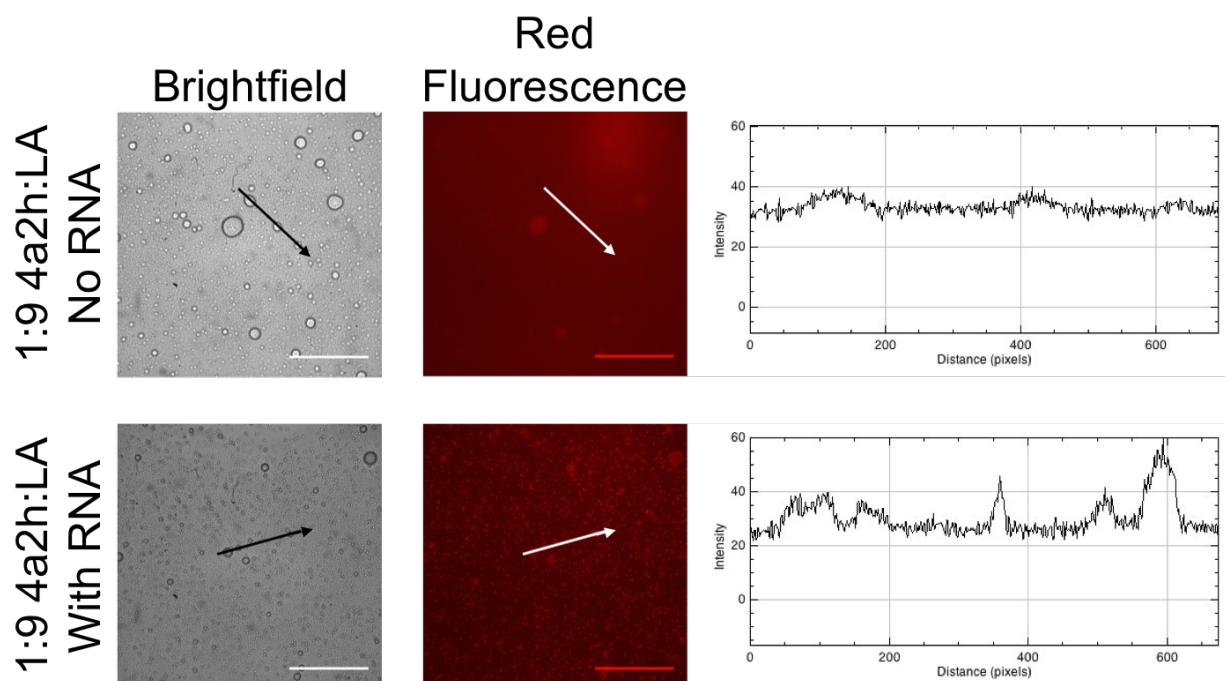 Red
Brightfield Fluorescence
1:9 4a2h:LA
No RNA
60
40
20
0
Intensity
0 200 400 600
Distance (pixels)
1:9 4a2h:LA
With RNA
60
40
20
0
Intensity
0 200 400 600
Distance (pixels)